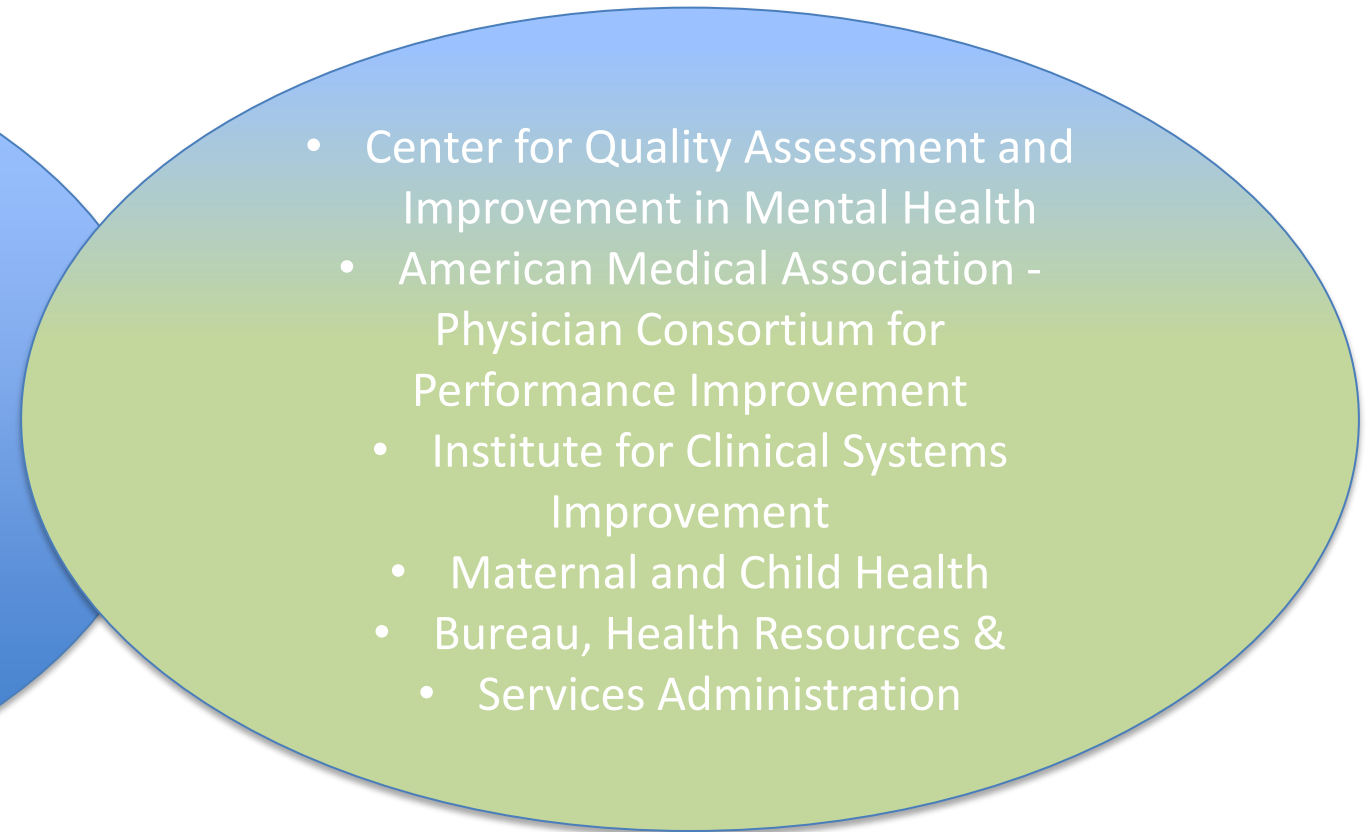 • Center for Quality Assessment and
Improvement in Mental Health
• American Medical Association -
Physician Consortium for
Performance Improvement
• Institute for Clinical Systems
Improvement
• Maternal and Child Health
• Bureau, Health Resources &
• Services Administration